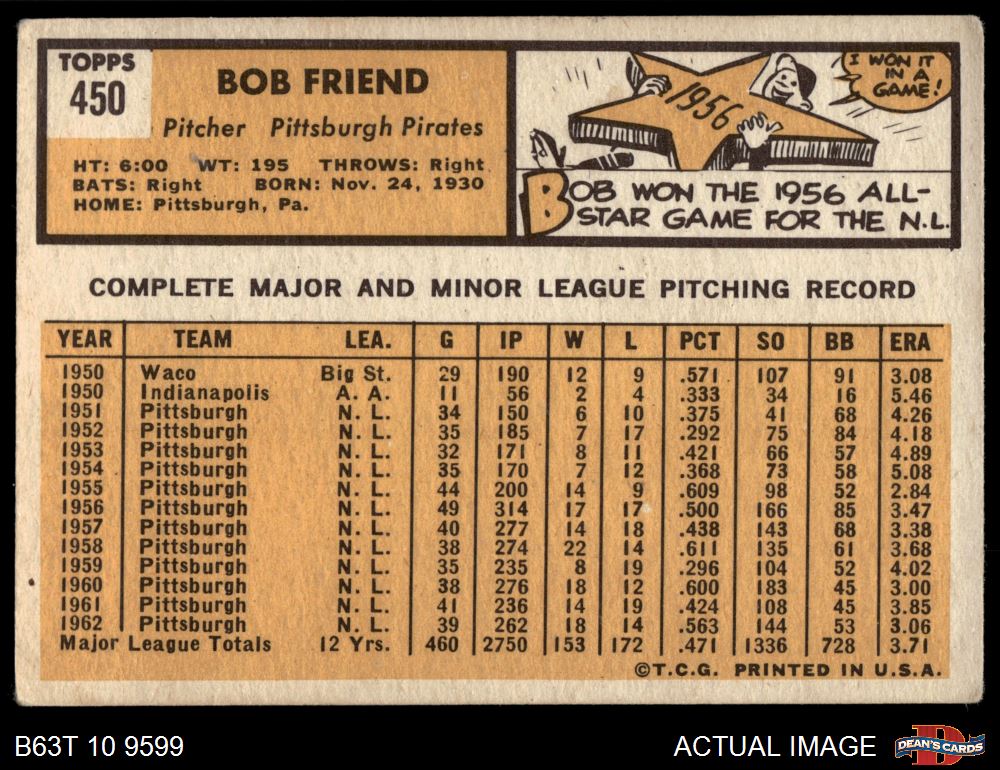 TOPPS
450
BOB FRIEND
Pitcher Pittsburgh Pirates
HT: 6:00 WT: 195 THROWS: Right
BATS: Right BORN: Nov. 24, 1930
HOME: Pittsburgh, Pa.
1956
I WON IT
IN A
GAME!
BOB WON THE 1956 ALL-
STAR GAME FOR THE N.L.
COMPLETE MAJOR AND MINOR LEAGUE PITCHING RECORD
YEAR TEAM LEA. G IP W L PCT SO BB ERA
1950 Waco Big St. 29 190 12 9 .571 107 91 3.08
1950 Indianapolis A. A. 11 56 2 4 .333 34 16 5.46
1951 Pittsburgh N. L. 34 150 6 10 .375 41 68 4.26
1952 Pittsburgh N. L. 35 185 7 17 .292 75 84 4.18
1953 Pittsburgh N. L. 32 171 8 11 .421 66 57 4.89
1954 Pittsburgh N. L. 35 170 7 12 .368 73 58 5.08
1955 Pittsburgh N. L. 44 200 14 9 .609 98 52 2.84
1956 Pittsburgh N. L. 49 314 17 17 .500 166 85 3.47
1957 Pittsburgh N. L. 40 277 14 18 .438 143 68 3.38
1958 Pittsburgh N. L. 38 274 22 14 .611 135 61 3.68
1959 Pittsburgh N. L. 35 235 8 19 .296 104 52 4.02
1960 Pittsburgh N. L. 38 276 18 12 .600 183 45 3.00
1961 Pittsburgh N. L. 41 236 14 19 .424 108 45 3.85
1962 Pittsburgh N. L. 39 262 18 14 .563 144 53 3.06
Major League Totals 12 Yrs. 460 2750 153 172 .471 1336 728 3.71
©T.C.G. PRINTED IN U.S.A.
B63T 10 9599
ACTUAL IMAGE
D
DEAN'S CARDS